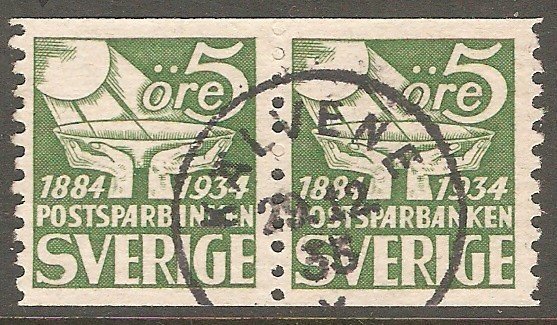 5 öre
1884 1934
POSTSPARBANKEN
SVERIGE
5 öre
1884 1934
POSTSPARBANKEN
SVERIGE